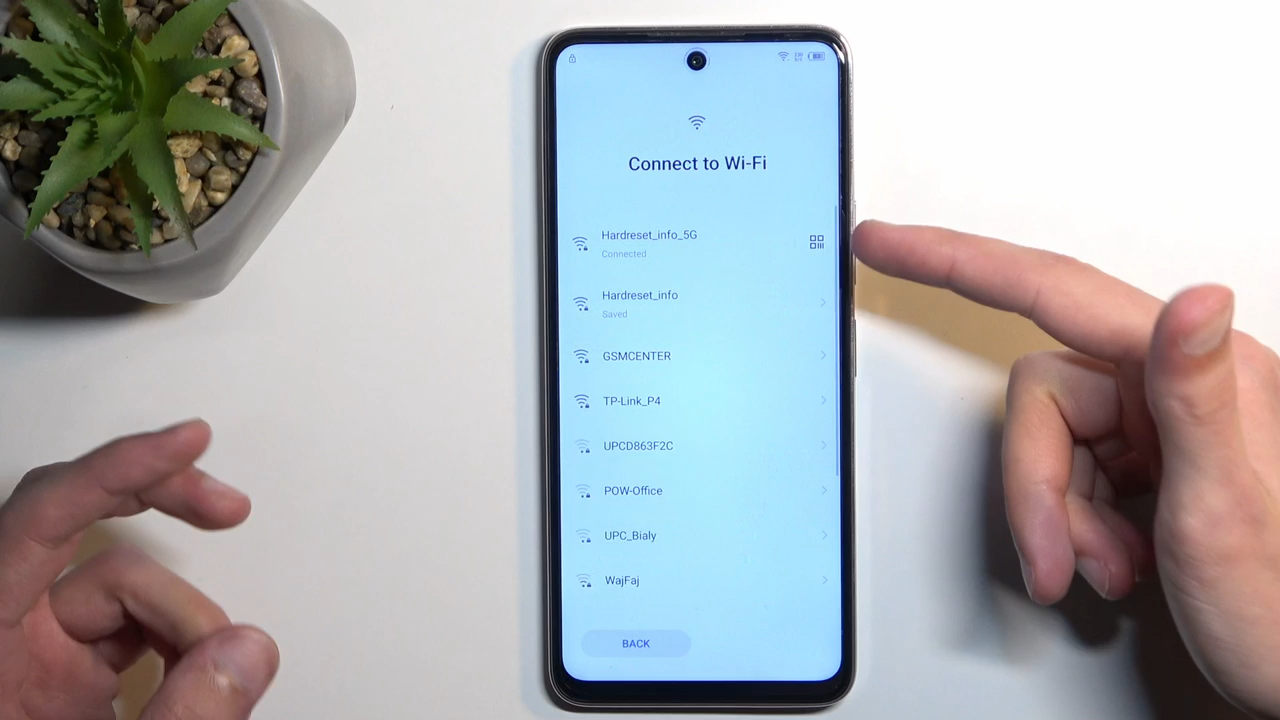 Connect to Wi-Fi
Hardreset_info_5G
Connected
Hardreset_info
Saved
GSMCENTER
TP-Link_P4
UPCD863F2C
POW-Office
UPC_Bialy
WajFaj
BACK